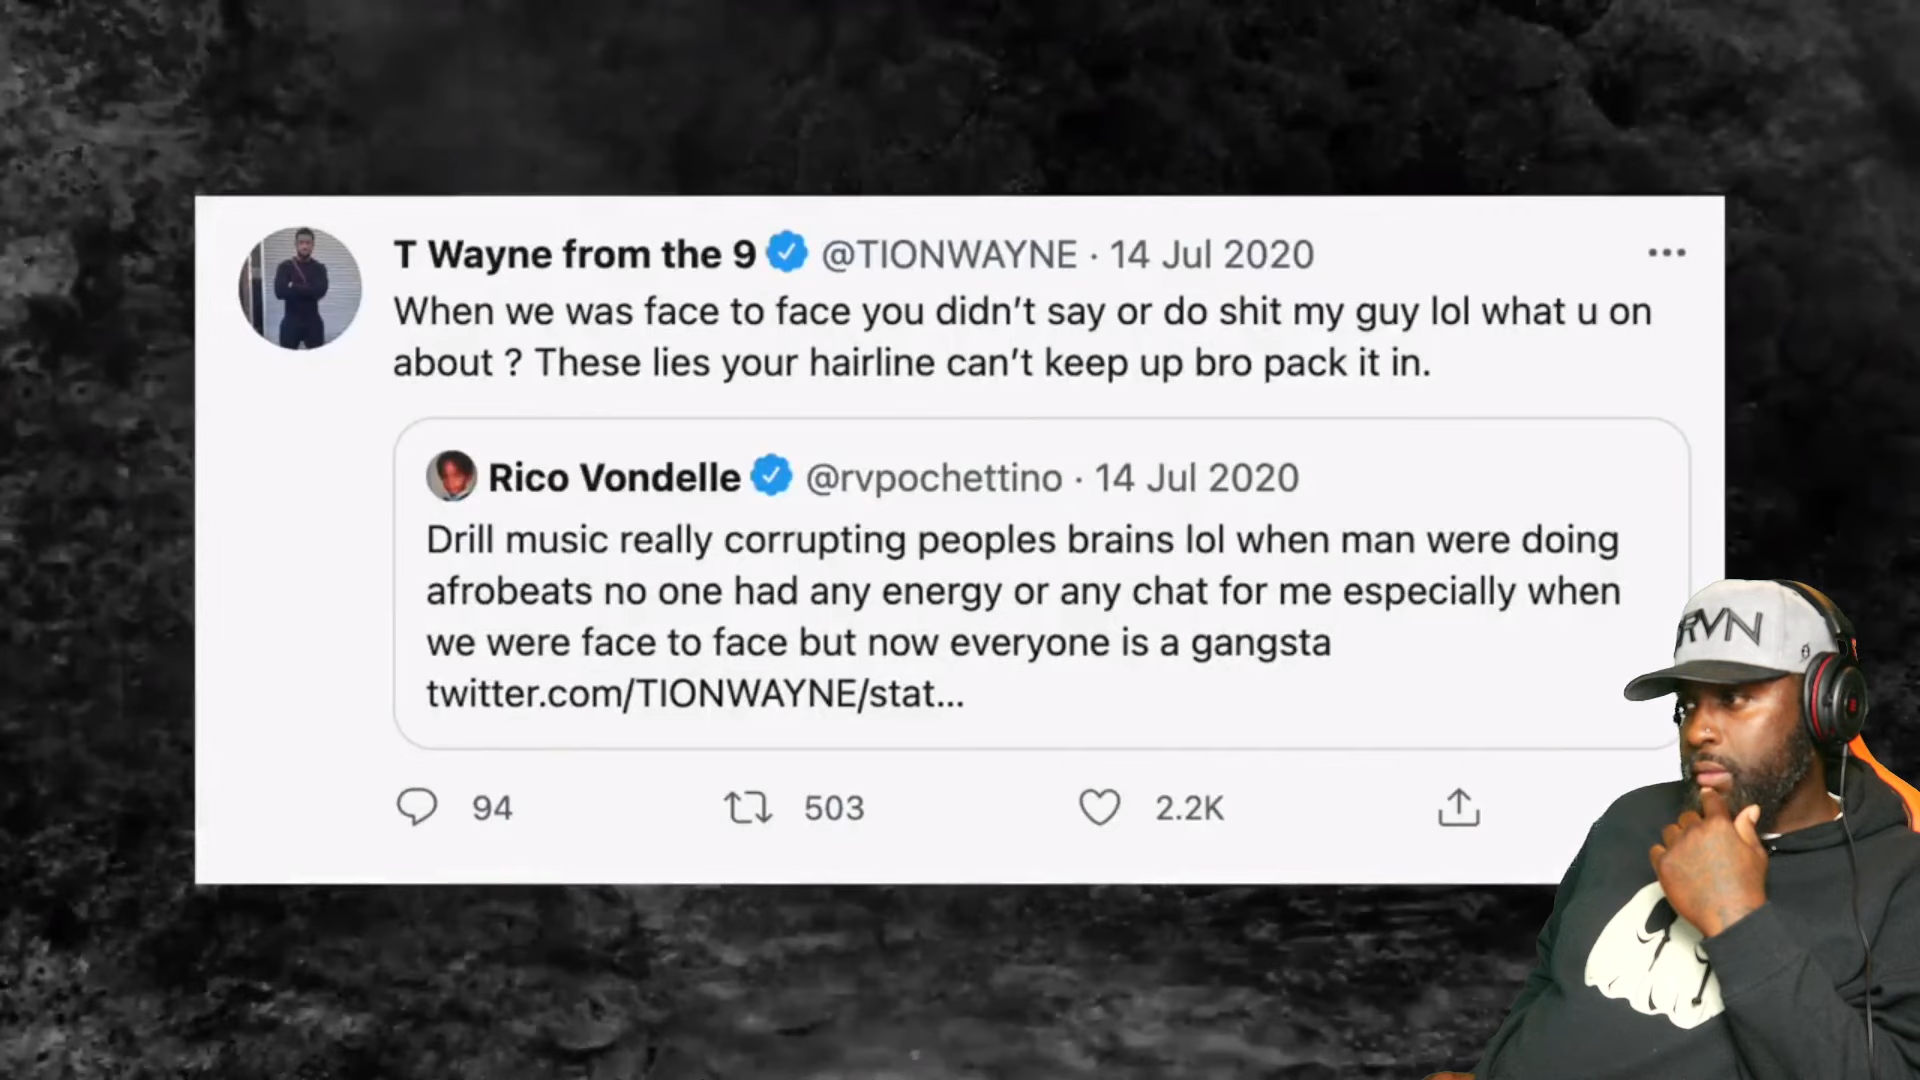 T Wayne from the 9 @TIONWAYNE · 14 Jul 2020
When we was face to face you didn’t say or do shit my guy lol what u on
about ? These lies your hairline can’t keep up bro pack it in.
Rico Vondelle @rvpochettino · 14 Jul 2020
Drill music really corrupting peoples brains lol when man were doing
afrobeats no one had any energy or any chat for me especially when
we were face to face but now everyone is a gangsta
twitter.com/TIONWAYNE/stat...
94 503 2.2K
RVN